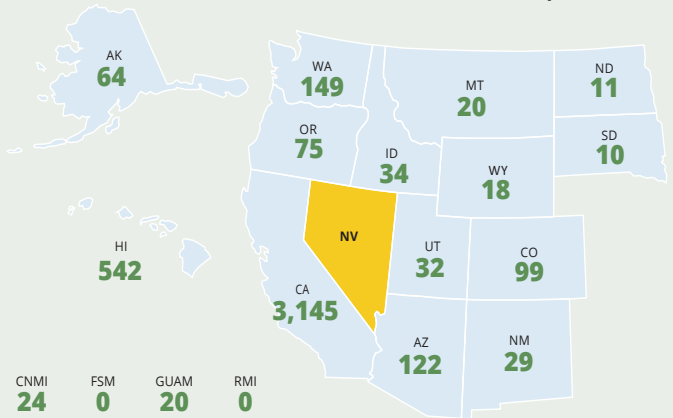 AK
64
WA
149
MT
20
ND
11
OR
75
ID
34
SD
10
WY
18
NV
HI
542
UT
32
CO
99
CA
3,145
AZ
122
NM
29
CNMI FSM GUAM RMI
24 0 20 0